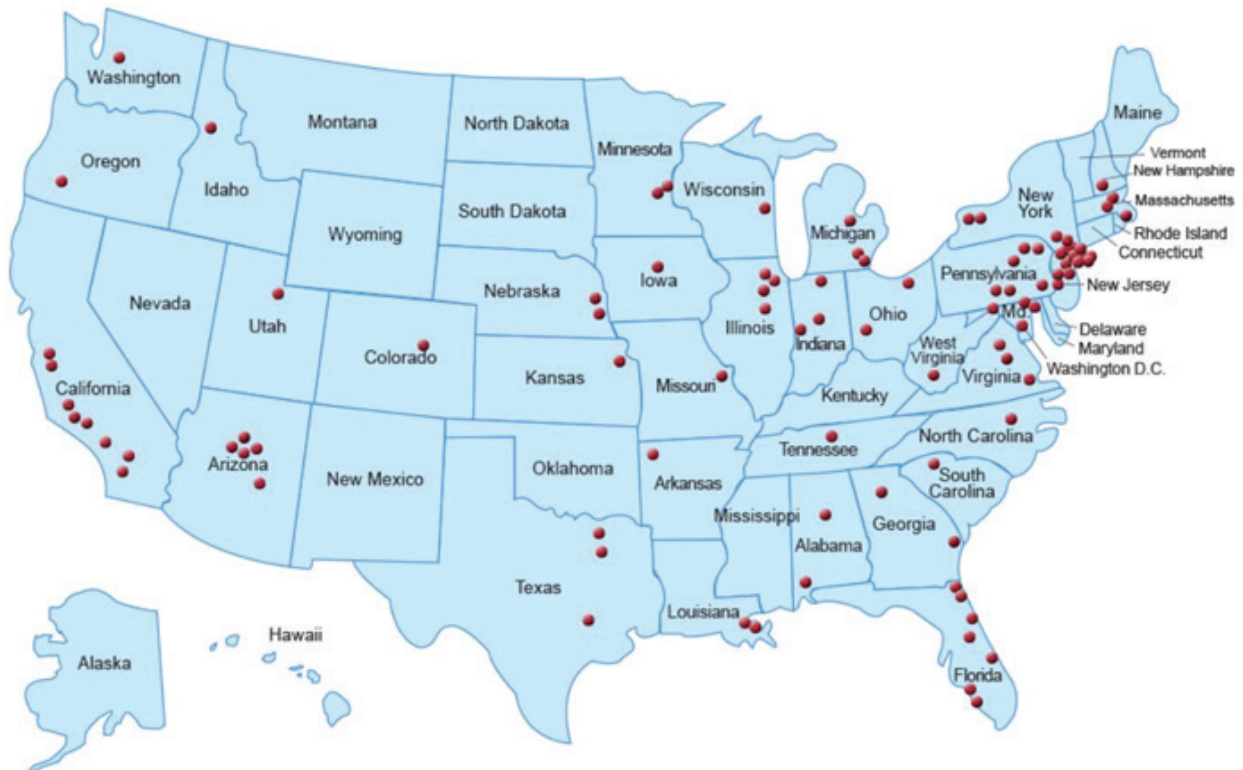 Washington
Montana
North Dakota
Minnesota
Maine
Vermont
New Hampshire
Oregon
Idaho
Wisconsin
New
York
Massachusetts
South Dakota
Wyoming
Michigan
Rhode Island
Connecticut
Nevada
Utah
Nebraska
Iowa
Pennsylvania
New Jersey
Illinois
Indiana
Ohio
Md.
Delaware
Maryland
Washington D.C.
California
Colorado
Kansas
Missouri
West
Virginia
Virginia
Kentucky
Arizona
New Mexico
Oklahoma
Arkansas
Tennessee
North Carolina
South
Carolina
Mississippi
Alabama
Georgia
Texas
Louisiana
Florida
Hawaii
Alaska